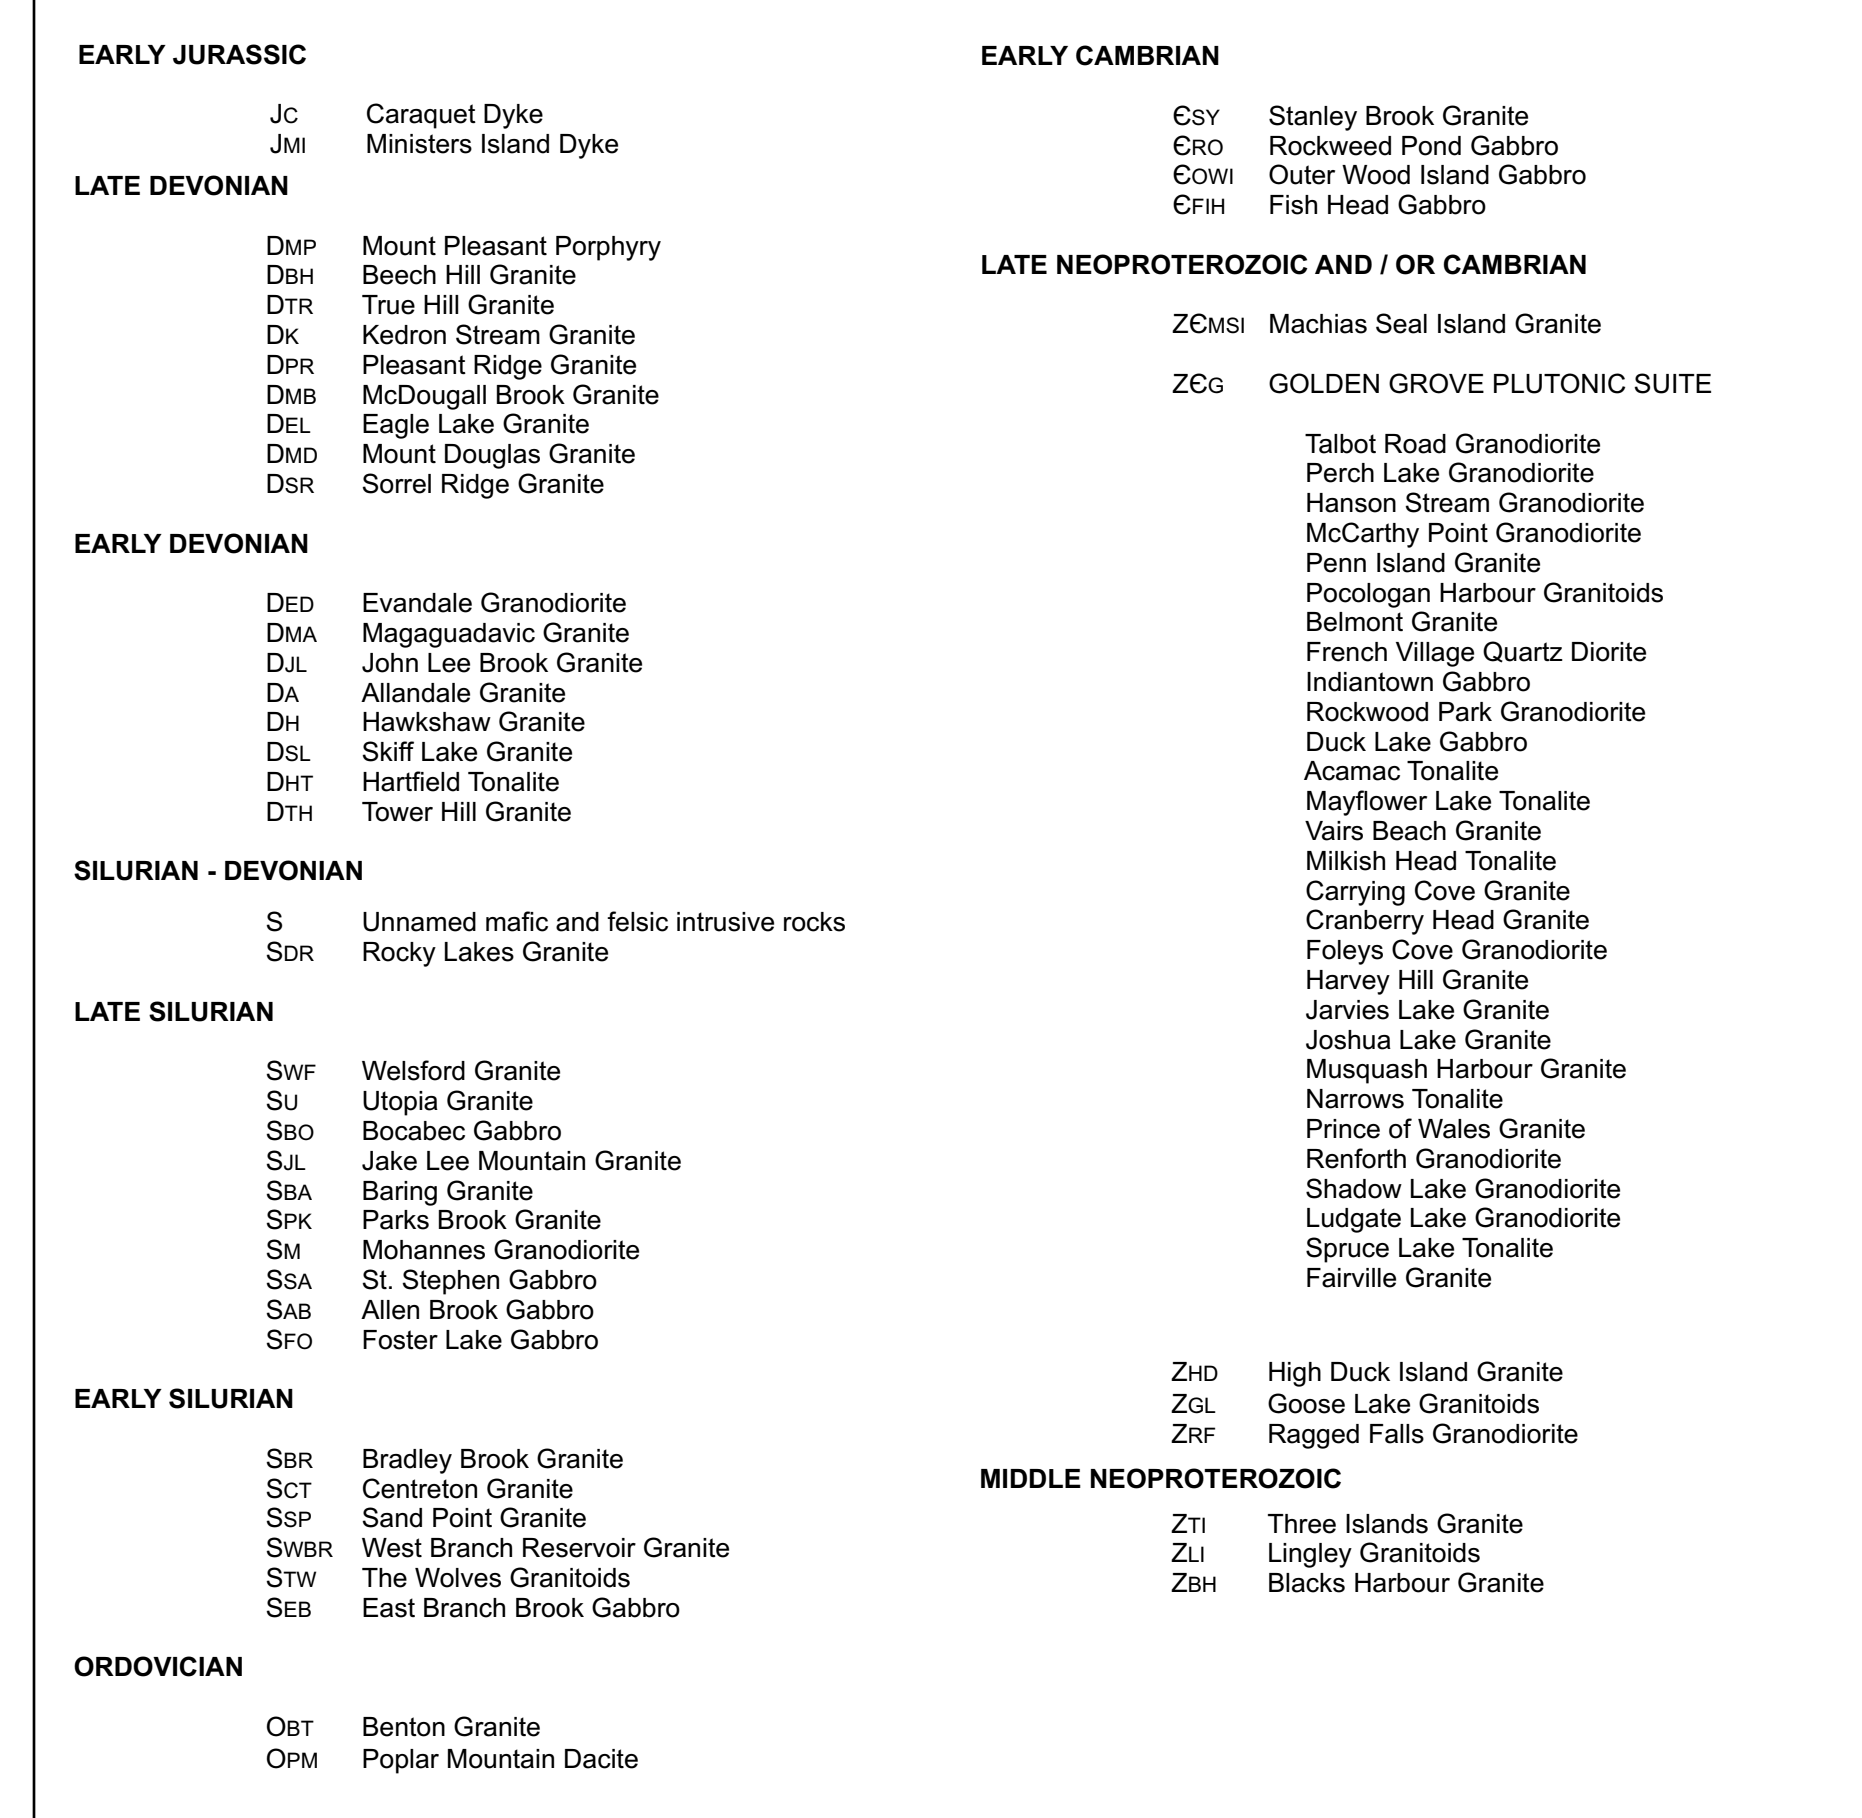 EARLY JURASSIC
JC Caraquet Dyke
JMI Ministers Island Dyke
LATE DEVONIAN
DMP Mount Pleasant Porphyry
DBH Beech Hill Granite
DTR True Hill Granite
DK Kedron Stream Granite
DPR Pleasant Ridge Granite
DMB McDougall Brook Granite
DEL Eagle Lake Granite
DMD Mount Douglas Granite
DSR Sorrel Ridge Granite
EARLY DEVONIAN
DED Evandale Granodiorite
DMA Magaguadavic Granite
DJL John Lee Brook Granite
DA Allandale Granite
DH Hawkshaw Granite
DSL Skiff Lake Granite
DHT Hartfield Tonalite
DTH Tower Hill Granite
SILURIAN - DEVONIAN
S Unnamed mafic and felsic intrusive rocks
SDR Rocky Lakes Granite
LATE SILURIAN
SWF Welsford Granite
SU Utopia Granite
SBO Bocabec Gabbro
SJL Jake Lee Mountain Granite
SBA Baring Granite
SPK Parks Brook Granite
SM Mohannes Granodiorite
SSA St. Stephen Gabbro
SAB Allen Brook Gabbro
SFO Foster Lake Gabbro
EARLY SILURIAN
SBR Bradley Brook Granite
SCT Centreton Granite
SSP Sand Point Granite
SWBR West Branch Reservoir Granite
STW The Wolves Granitoids
SEB East Branch Brook Gabbro
ORDOVICIAN
OBT Benton Granite
OPM Poplar Mountain Dacite
EARLY CAMBRIAN
ЄSY Stanley Brook Granite
ЄRO Rockweed Pond Gabbro
ЄOWI Outer Wood Island Gabbro
ЄFIH Fish Head Gabbro
LATE NEOPROTEROZOIC AND / OR CAMBRIAN
ZЄMSI Machias Seal Island Granite
ZЄG GOLDEN GROVE PLUTONIC SUITE
Talbot Road Granodiorite
Perch Lake Granodiorite
Hanson Stream Granodiorite
McCarthy Point Granodiorite
Penn Island Granite
Pocologan Harbour Granitoids
Belmont Granite
French Village Quartz Diorite
Indiantown Gabbro
Rockwood Park Granodiorite
Duck Lake Gabbro
Acamac Tonalite
Mayflower Lake Tonalite
Vairs Beach Granite
Milkish Head Tonalite
Carrying Cove Granite
Cranberry Head Granite
Foleys Cove Granodiorite
Harvey Hill Granite
Jarvies Lake Granite
Joshua Lake Granite
Musquash Harbour Granite
Narrows Tonalite
Prince of Wales Granite
Renforth Granodiorite
Shadow Lake Granodiorite
Ludgate Lake Granodiorite
Spruce Lake Tonalite
Fairville Granite
ZHD High Duck Island Granite
ZGL Goose Lake Granitoids
ZRF Ragged Falls Granodiorite
MIDDLE NEOPROTEROZOIC
ZTI Three Islands Granite
ZLI Lingley Granitoids
ZBH Blacks Harbour Granite